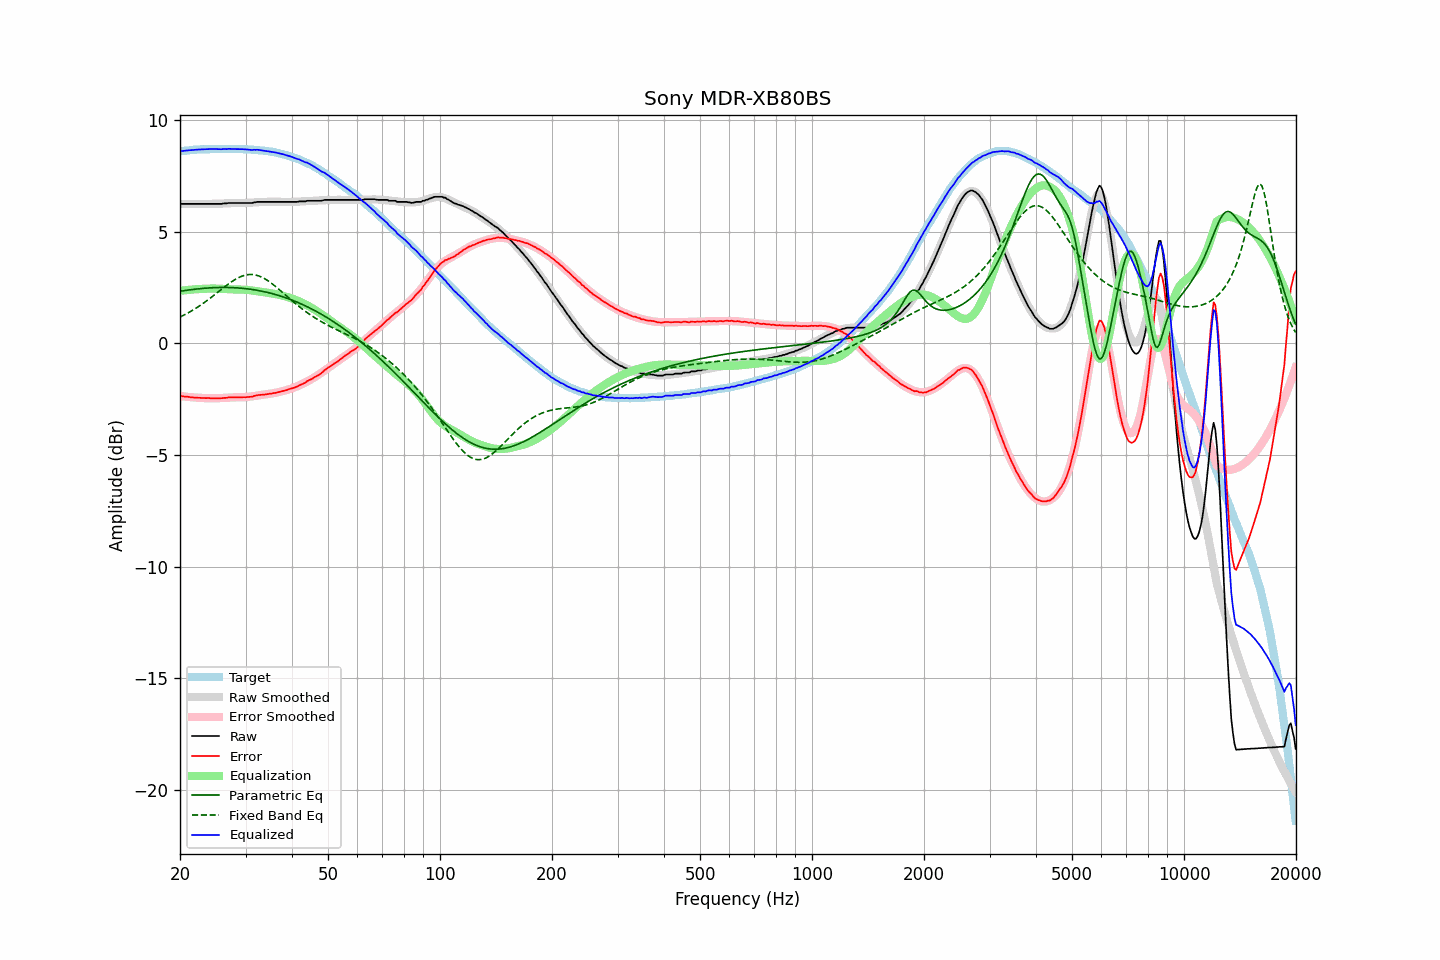 Sony MDR-XB80BS
10
5
0
−5
−10
−15
−20
Amplitude (dBr)
Target
Raw Smoothed
Error Smoothed
Raw
Error
Equalization
Parametric Eq
Fixed Band Eq
Equalized
20 50 100 200 500 1000 2000 5000 10000 20000
Frequency (Hz)